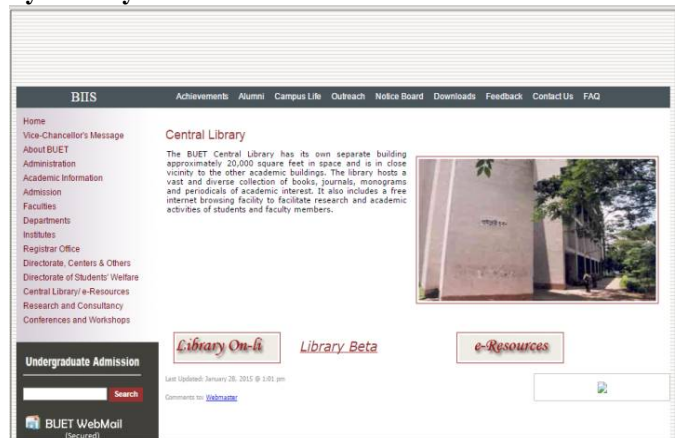 BIIS
Achievements Alumni Campus Life Outreach Notice Board Downloads Feedback Contact Us FAQ
Home
Vice-Chancellor's Message
About BUET
Administration
Academic Information
Admission
Faculties
Departments
Institutes
Registrar Office
Directorate, Centers & Others
Directorate of Students' Welfare
Central Library/ e-Resources
Research and Consultancy
Conferences and Workshops
Undergraduate Admission
Search
BUET WebMail
(Secured)
Central Library
The BUET Central Library has its own separate building
approximately 20,000 square feet in space and is in close
vicinity to the other academic buildings. The library hosts a
vast and diverse collection of books, journals, monograms
and periodicals of academic interest. It also includes a free
internet browsing facility to facilitate research and academic
activities of students and faculty members.
Library On-li
Library Beta
e-Resources
Last Updated: January 28, 2015 @ 1:01 pm
Comments to: Webmaster